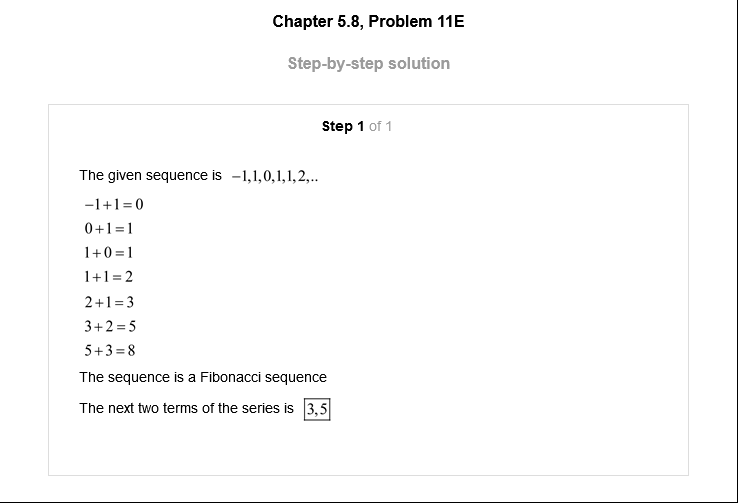 Chapter 5.8, Problem 11E
Step-by-step solution
Step 1 of 1
The given sequence is −1,1,0,1,1,2,..
−1+1=0
0+1=1
1+0=1
1+1=2
2+1=3
3+2=5
5+3=8
The sequence is a Fibonacci sequence
The next two terms of the series is 3,5